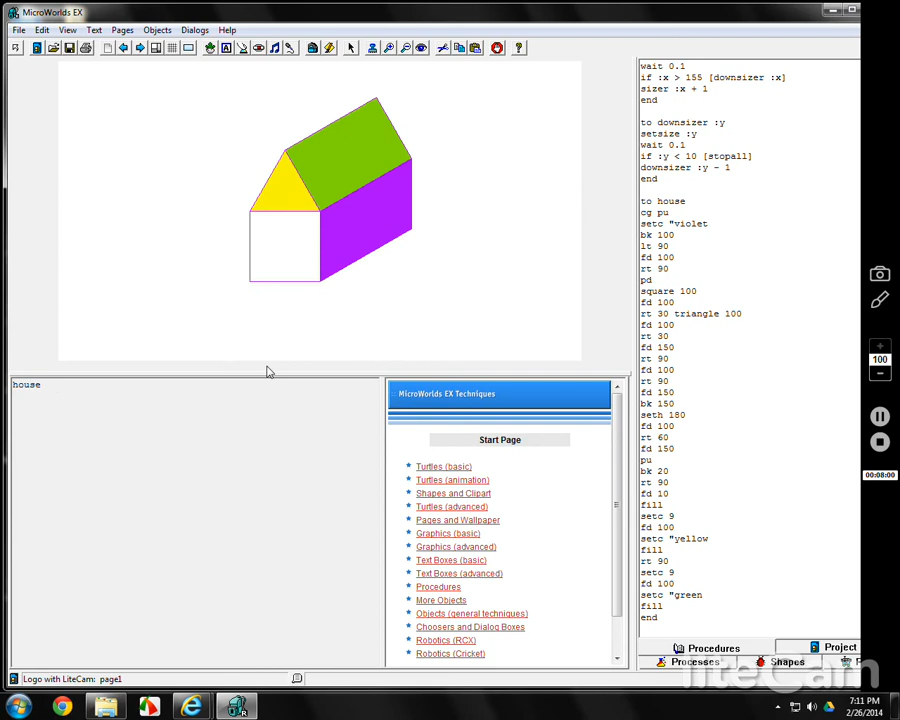 MicroWorlds EX
File Edit View Text Pages Objects Dialogs Help
wait 0.1
if :x > 155 [downsizer :x]
sizer :x + 1
end
to downsizer :y
setsize :y
wait 0.1
if :y < 10 [stopall]
downsizer :y - 1
end
to house
cg pu
setc "violet
bk 100
lt 90
fd 100
rt 90
pd
square 100
fd 100
rt 30 triangle 100
fd 100
rt 30
fd 150
rt 90
fd 100
rt 90
fd 150
bk 150
seth 180
fd 100
rt 60
fd 150
pu
bk 20
rt 90
fd 10
fill
setc 9
fd 100
setc "yellow
fill
rt 90
setc 9
fd 100
setc "green
fill
end
100
00:08:00
house
MicroWorlds EX Techniques
Start Page
Turtles (basic)
Turtles (animation)
Shapes and Clipart
Turtles (advanced)
Pages and Wallpaper
Graphics (basic)
Graphics (advanced)
Text Boxes (basic)
Text Boxes (advanced)
Procedures
More Objects
Objects (general techniques)
Choosers and Dialog Boxes
Robotics (RCX)
Robotics (Cricket)
Procedures Project
Processes Shapes
liteCam
Logo with LiteCam: page1
7:11 PM
2/26/2014